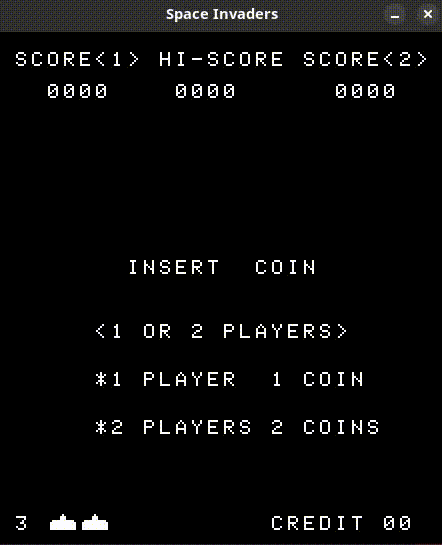 Space Invaders
SCORE<1> HI-SCORE SCORE<2>
0000 0000 0000
INSERT COIN
<1 OR 2 PLAYERS>
*1 PLAYER 1 COIN
*2 PLAYERS 2 COINS
3 CREDIT 00